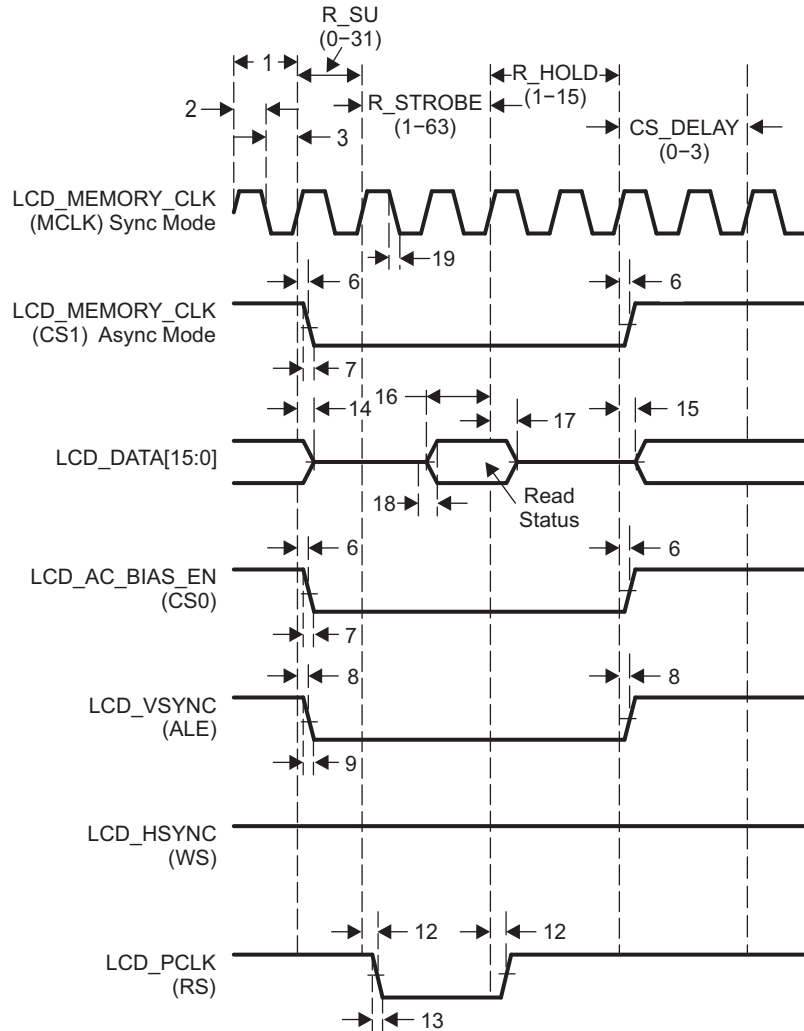 R_SU
(0−31)
1
R_HOLD
(1−15)
2
R_STROBE
(1−63)
3
CS_DELAY
(0−3)
LCD_MEMORY_CLK
(MCLK) Sync Mode
19
6
6
LCD_MEMORY_CLK
(CS1) Async Mode
7
16
14
17
15
LCD_DATA[15:0]
18
Read
Status
6
6
LCD_AC_BIAS_EN
(CS0)
7
8
8
LCD_VSYNC
(ALE)
9
LCD_HSYNC
(WS)
12
12
LCD_PCLK
(RS)
13